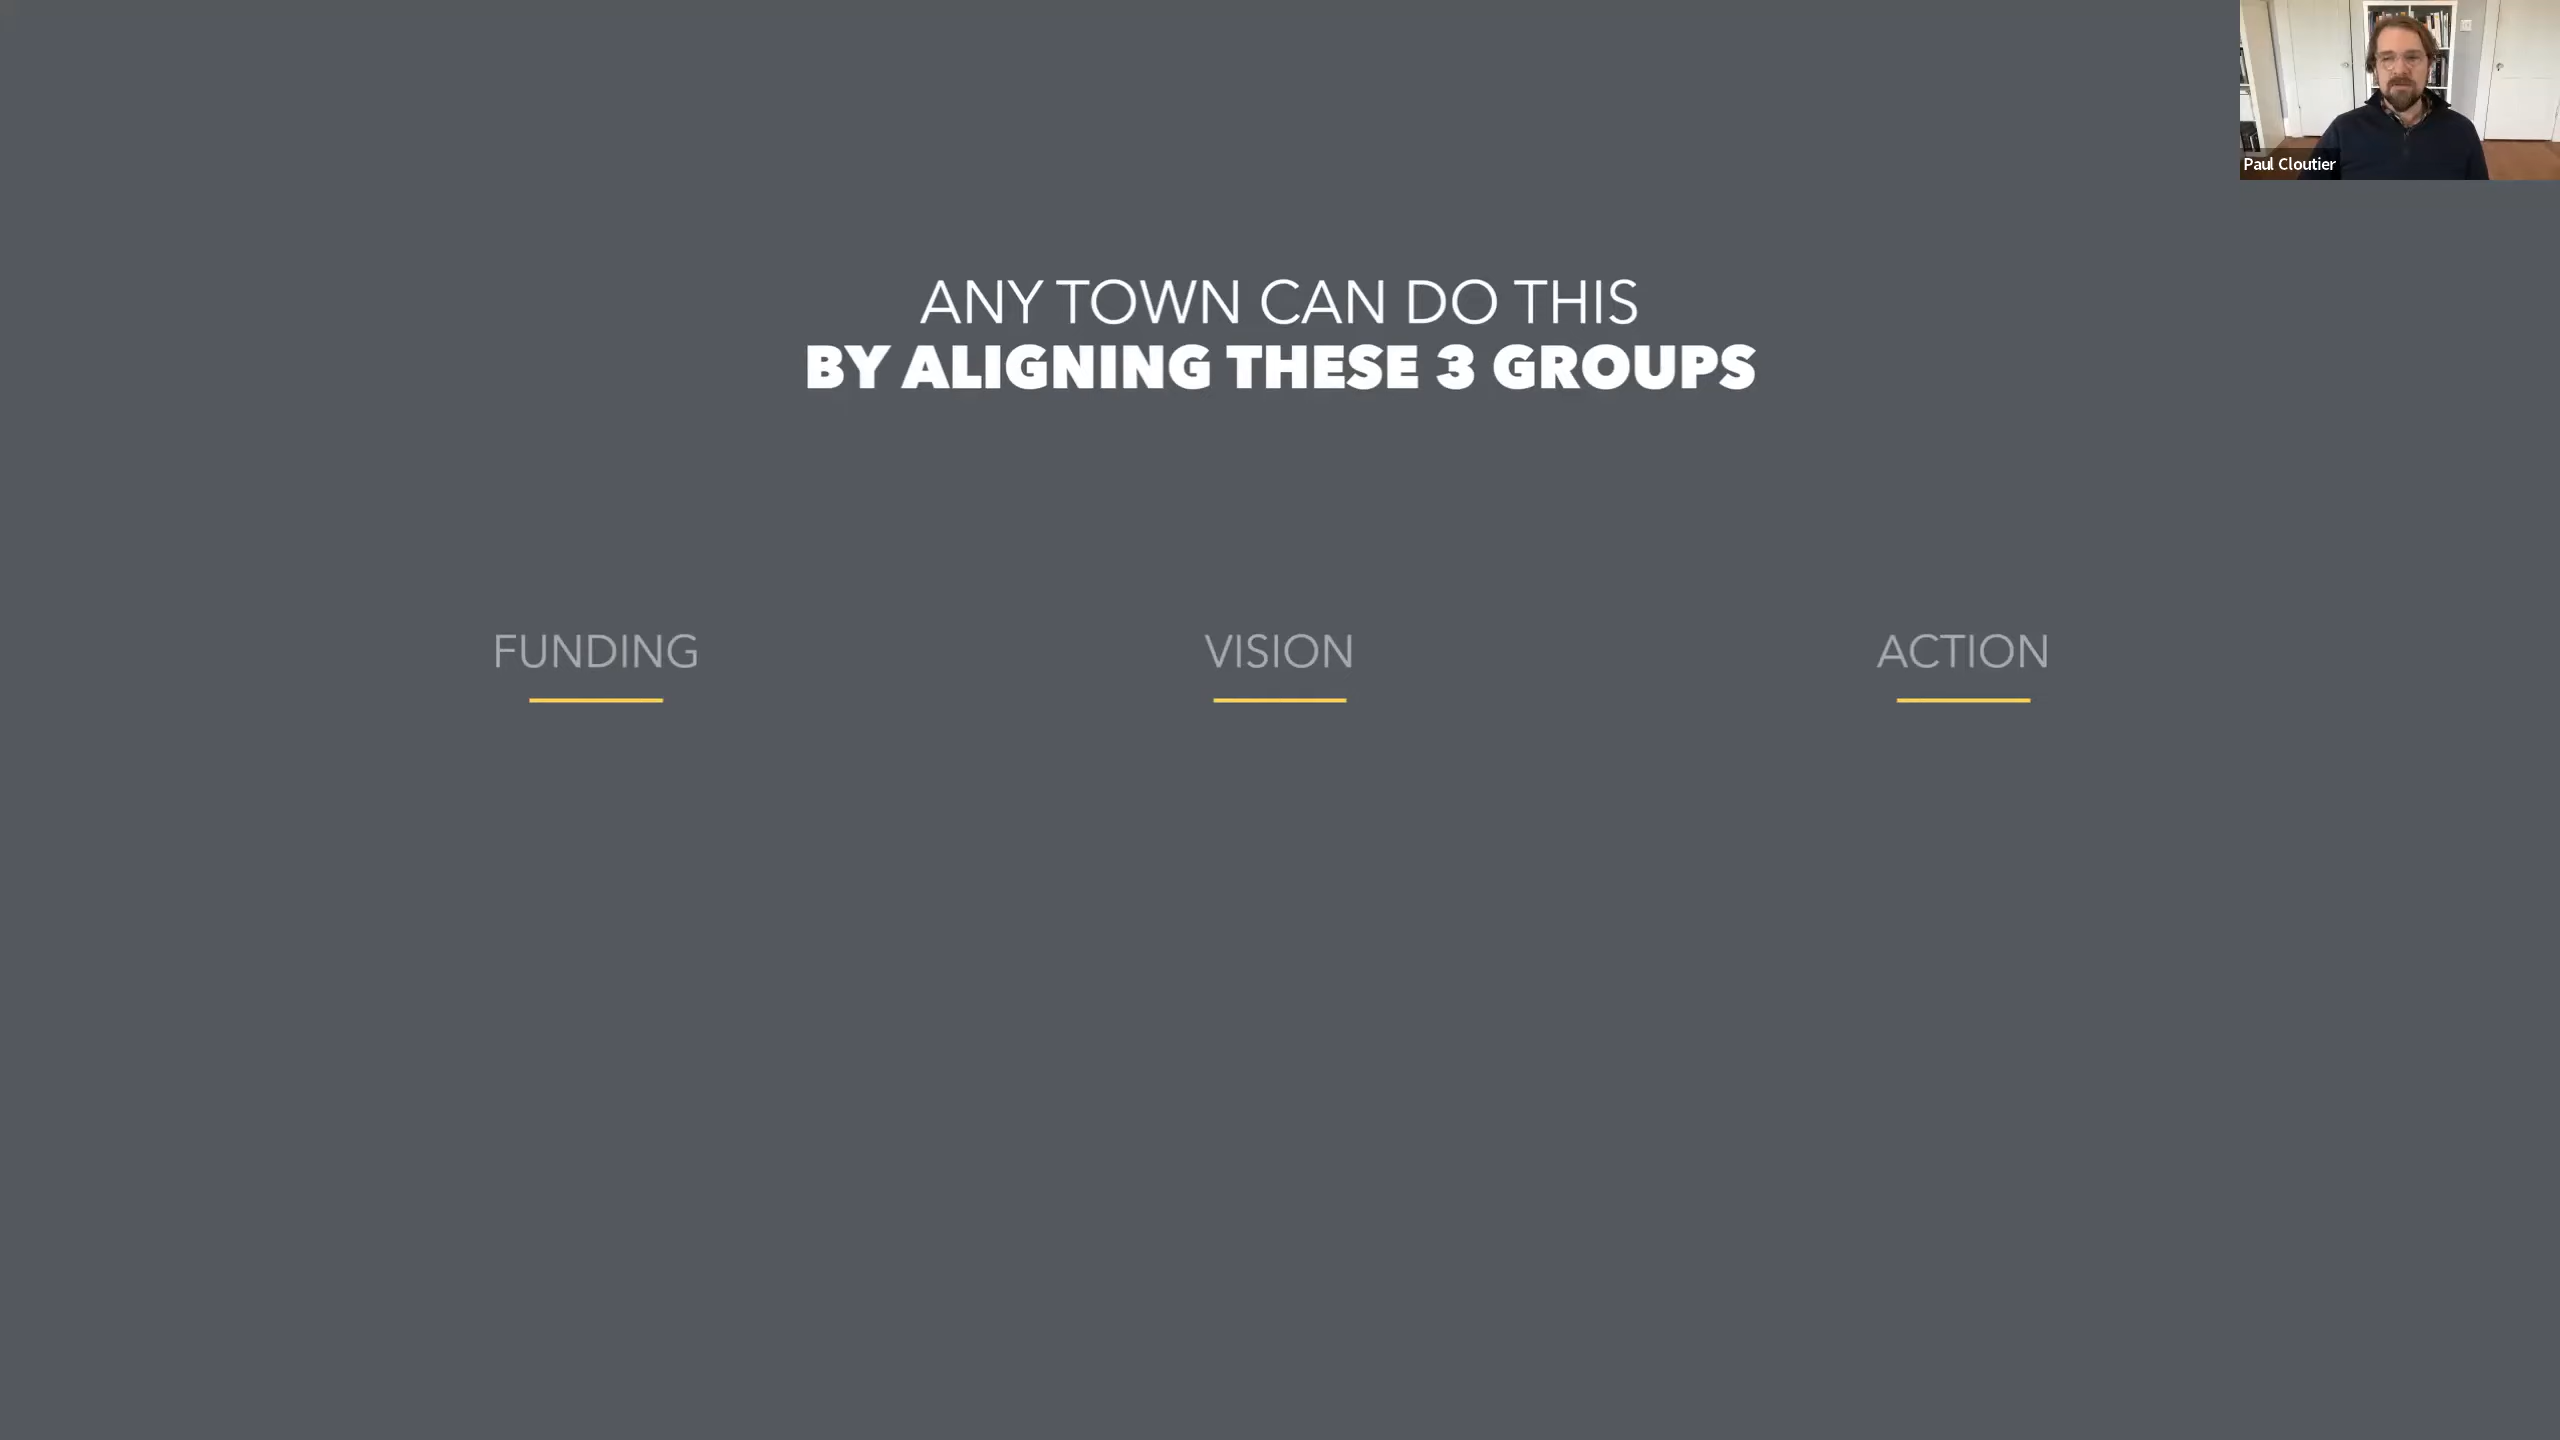 Paul Cloutier
ANY TOWN CAN DO THIS
BY ALIGNING THESE 3 GROUPS
FUNDING
VISION
ACTION